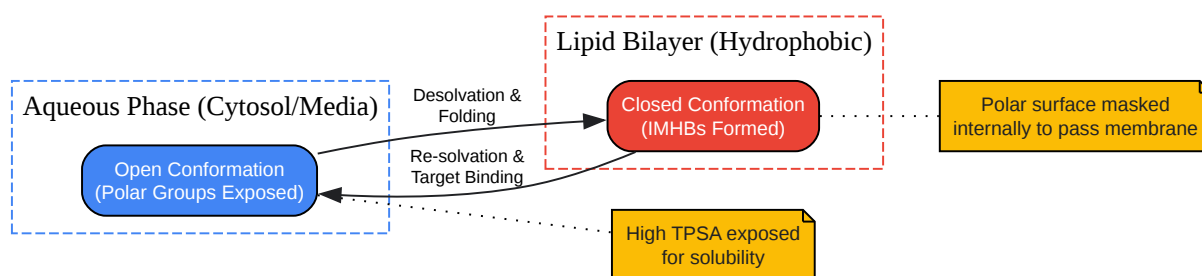 Aqueous Phase (Cytosol/Media)
Open Conformation
(Polar Groups Exposed)
Desolvation &
Folding
Re-solvation &
Target Binding
Lipid Bilayer (Hydrophobic)
Closed Conformation
(IMHBs Formed)
Polar surface masked
internally to pass membrane
High TPSA exposed
for solubility